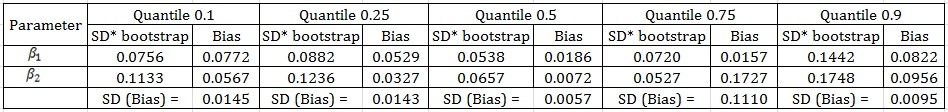 Parameter Quantile 0.1 Quantile 0.25 Quantile 0.5 Quantile 0.75 Quantile 0.9
SD* bootstrap Bias SD* bootstrap Bias SD* bootstrap Bias SD* bootstrap Bias SD* bootstrap Bias
β1 0.0756 0.0772 0.0882 0.0529 0.0538 0.0186 0.0720 0.0157 0.1442 0.0822
β2 0.1133 0.0567 0.1236 0.0327 0.0657 0.0072 0.0527 0.1727 0.1748 0.0956
SD (Bias) = 0.0145 SD (Bias) = 0.0143 SD (Bias) = 0.0057 SD (Bias) = 0.1110 SD (Bias) = 0.0095